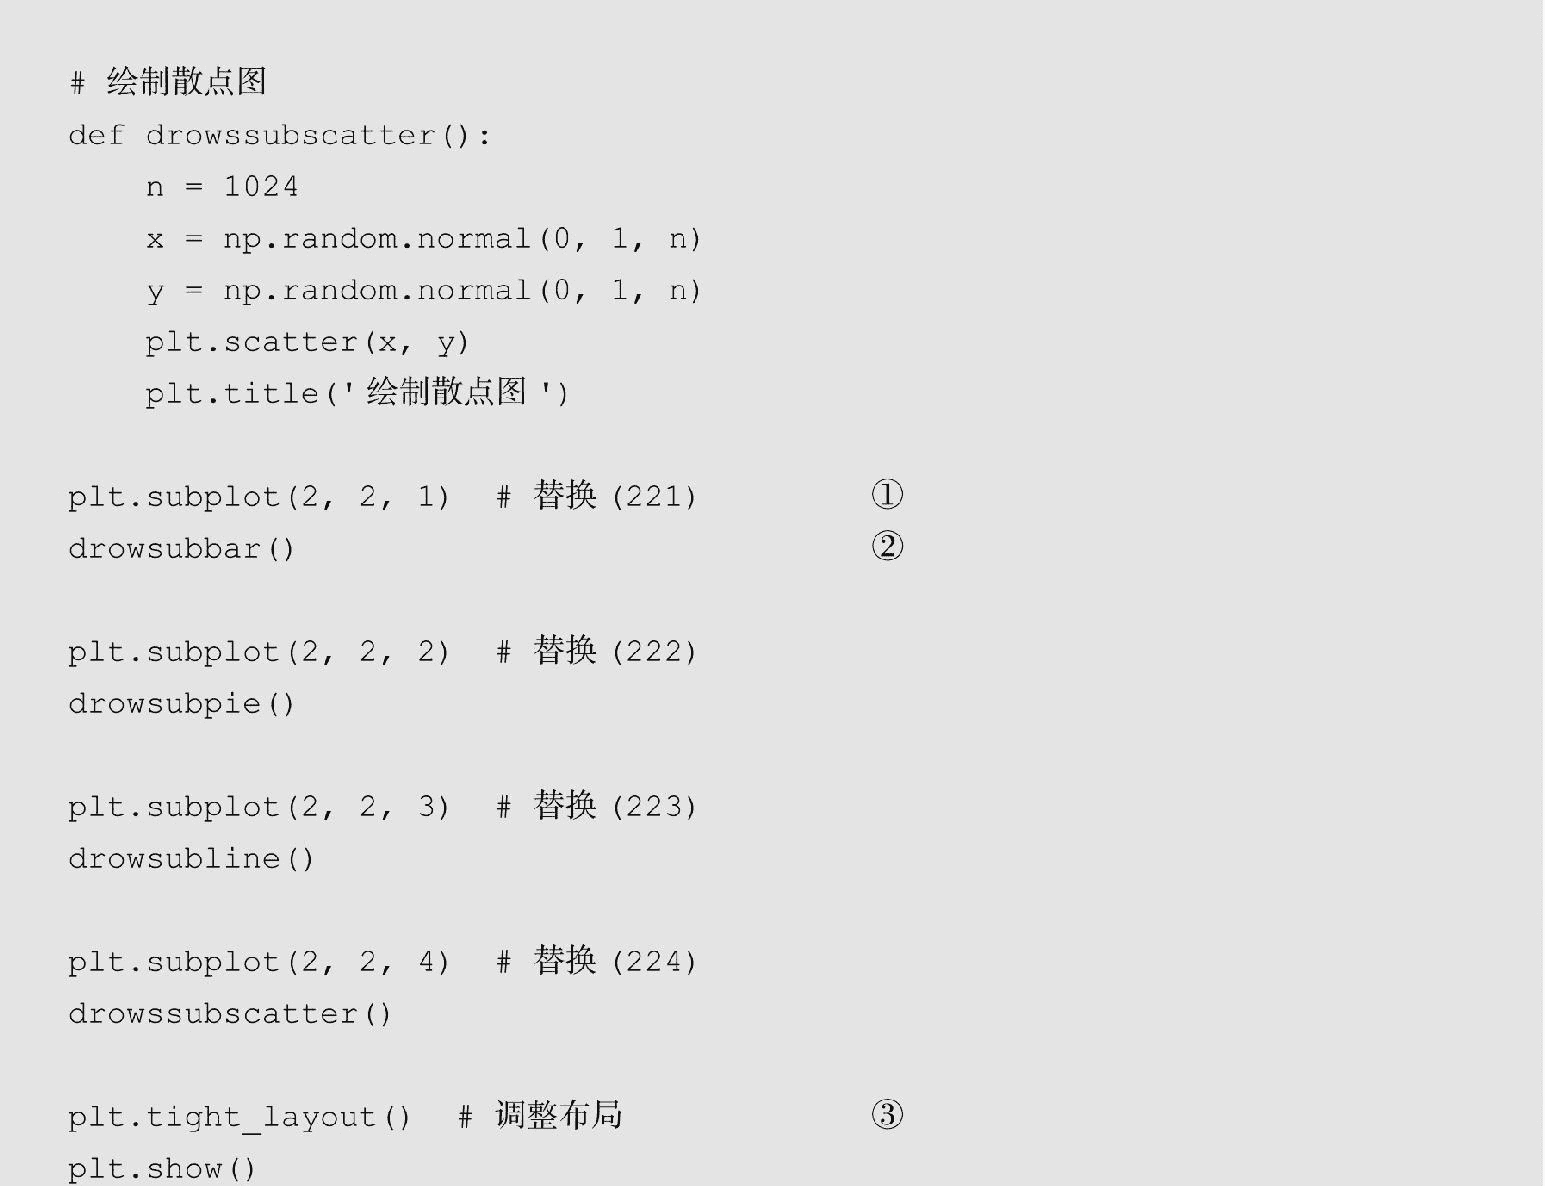 # 绘制散点图
def drowssubscatter():
    n = 1024
    x = np.random.normal(0, 1, n)
    y = np.random.normal(0, 1, n)
    plt.scatter(x, y)
    plt.title('绘制散点图')
plt.subplot(2, 2, 1)  # 替换(221) ①
drowsubbar() ②
plt.subplot(2, 2, 2)  # 替换(222)
drowsubpie()
plt.subplot(2, 2, 3)  # 替换(223)
drowsubline()
plt.subplot(2, 2, 4)  # 替换(224)
drowssubscatter()
plt.tight_layout()  # 调整布局 ③
plt.show()